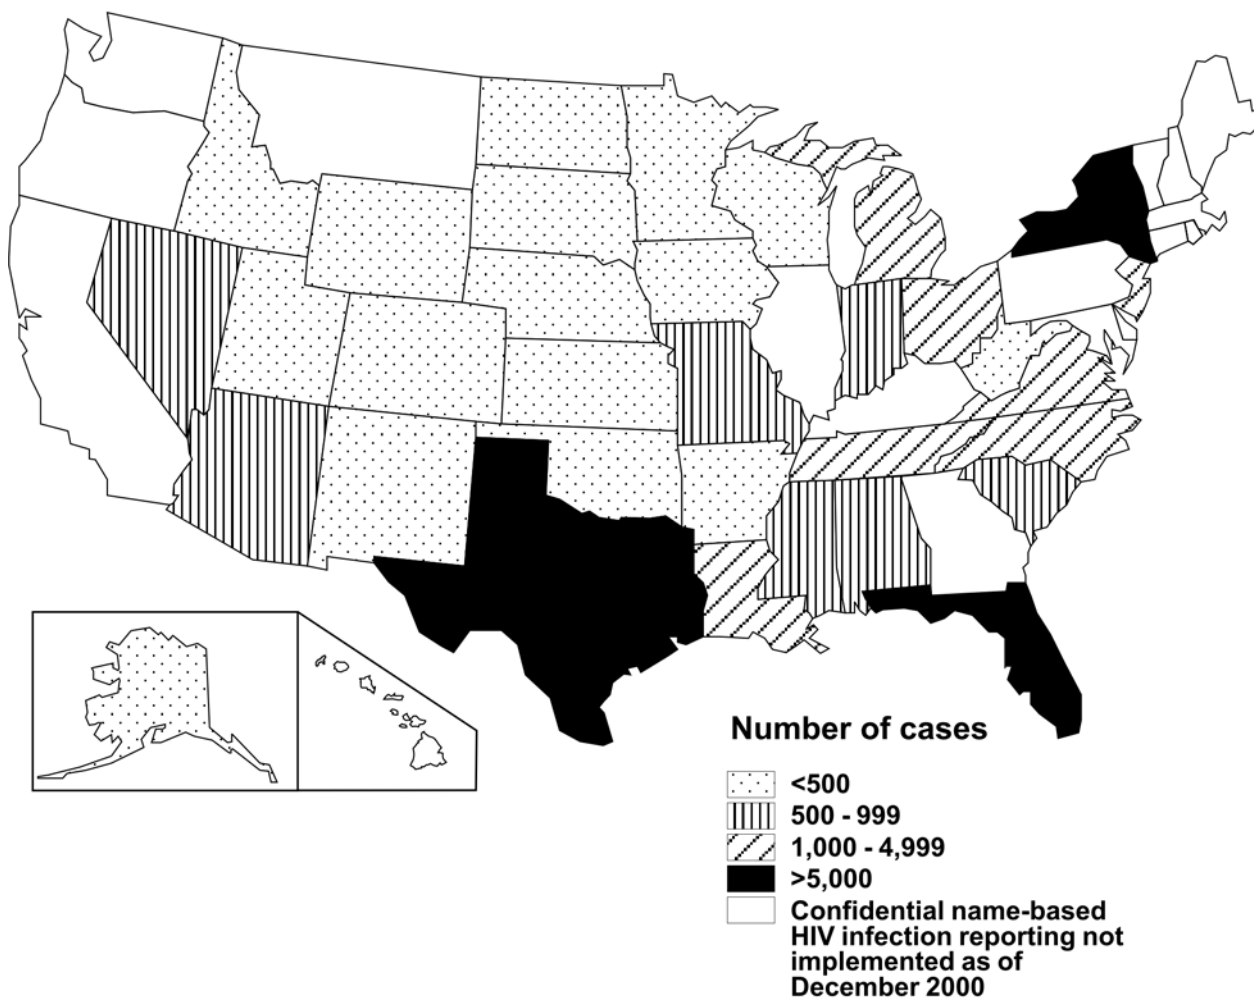 Number of cases
<500
500 - 999
1,000 - 4,999
>5,000
Confidential name-based
HIV infection reporting not
implemented as of
December 2000